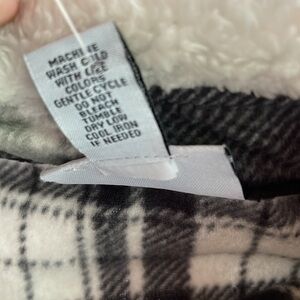 MACHINE
WASH COLD
WITH LIKE
COLORS
GENTLE CYCLE
DO NOT
BLEACH
TUMBLE
DRY LOW
COOL IRON
IF NEEDED